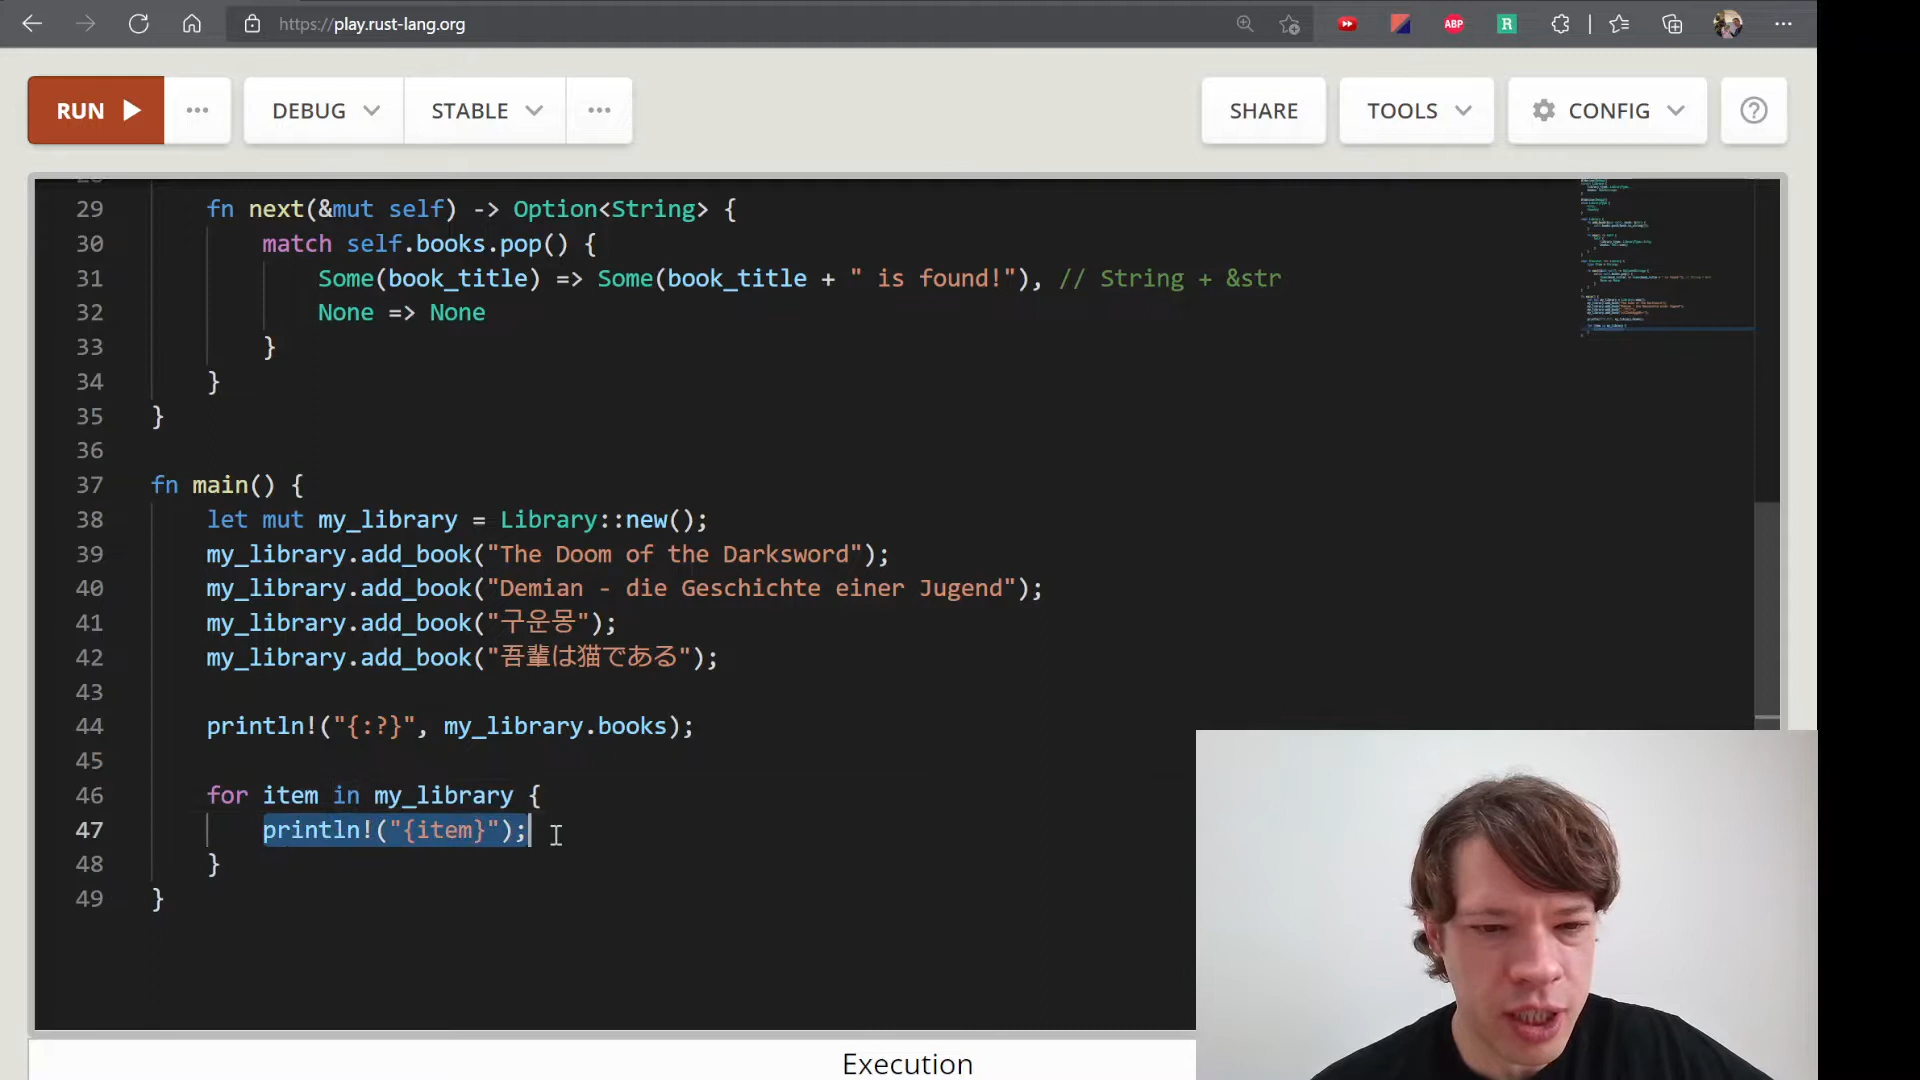 https://play.rust-lang.org
ABP
R
RUN
DEBUG
STABLE
SHARE
TOOLS
CONFIG
29 fn next(&mut self) -> Option<String> {
30 match self.books.pop() {
31 Some(book_title) => Some(book_title + " is found!"), // String + &str
32 None => None
33 }
34 }
35 }
36
37 fn main() {
38 let mut my_library = Library::new();
39 my_library.add_book("The Doom of the Darksword");
40 my_library.add_book("Demian - die Geschichte einer Jugend");
41 my_library.add_book("구운몽");
42 my_library.add_book("吾輩は猫である");
43
44 println!("{:?}", my_library.books);
45
46 for item in my_library {
47 println!("{item}");
48 }
49 }
Execution